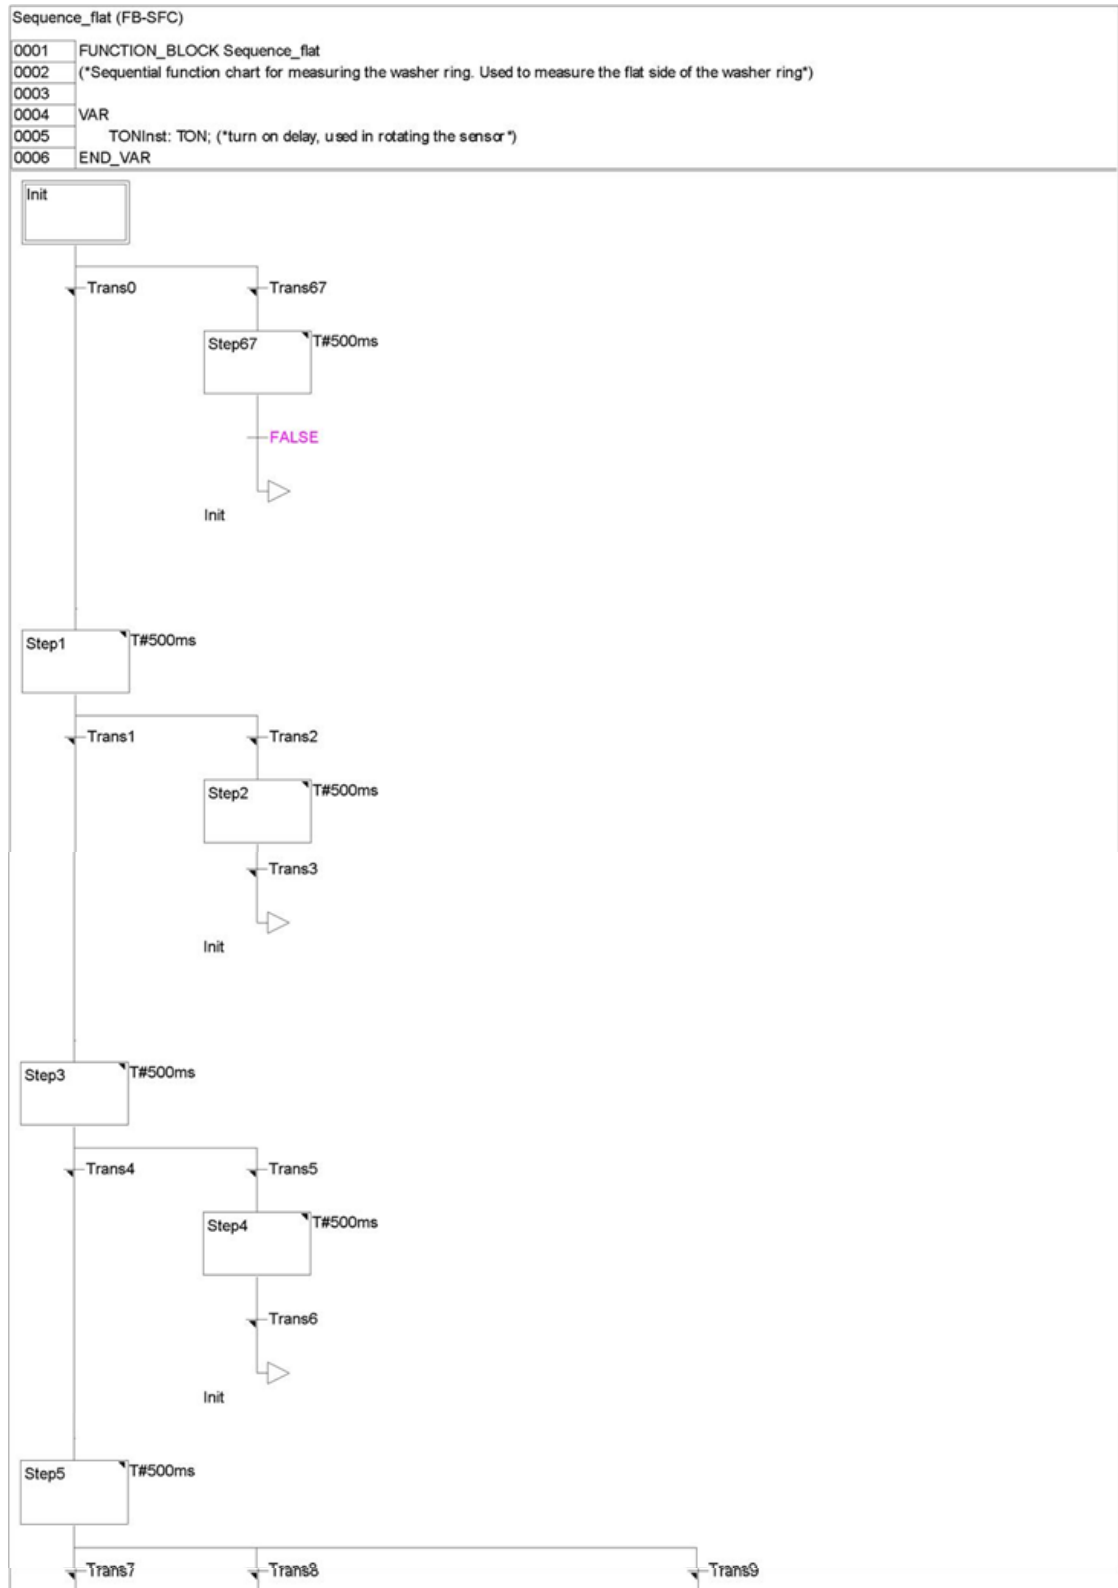 Sequence_flat (FB-SFC)
0001 FUNCTION_BLOCK Sequence_flat
0002 (*Sequential function chart for measuring the washer ring. Used to measure the flat side of the washer ring*)
0003
0004 VAR
0005 TONInst: TON; (*turn on delay, used in rotating the sensor*)
0006 END_VAR
Init
Trans0 Trans67
Step67 T#500ms
FALSE
Init
Step1 T#500ms
Trans1 Trans2
Step2 T#500ms
Trans3
Init
Step3 T#500ms
Trans4 Trans5
Step4 T#500ms
Trans6
Init
Step5 T#500ms
Trans7 Trans8 Trans9